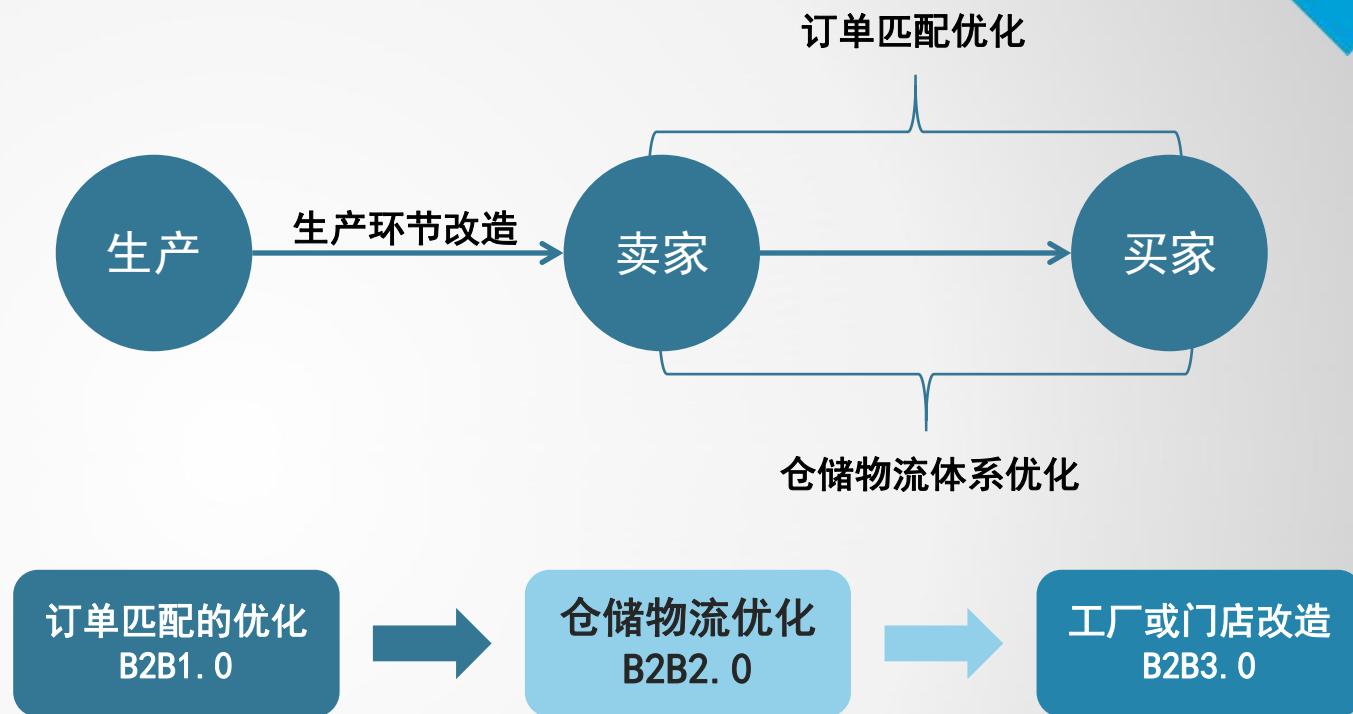 订单匹配优化
生产
生产环节改造
卖家
买家
仓储物流体系优化
订单匹配的优化
B2B1.0
仓储物流优化
B2B2.0
工厂或门店改造
B2B3.0